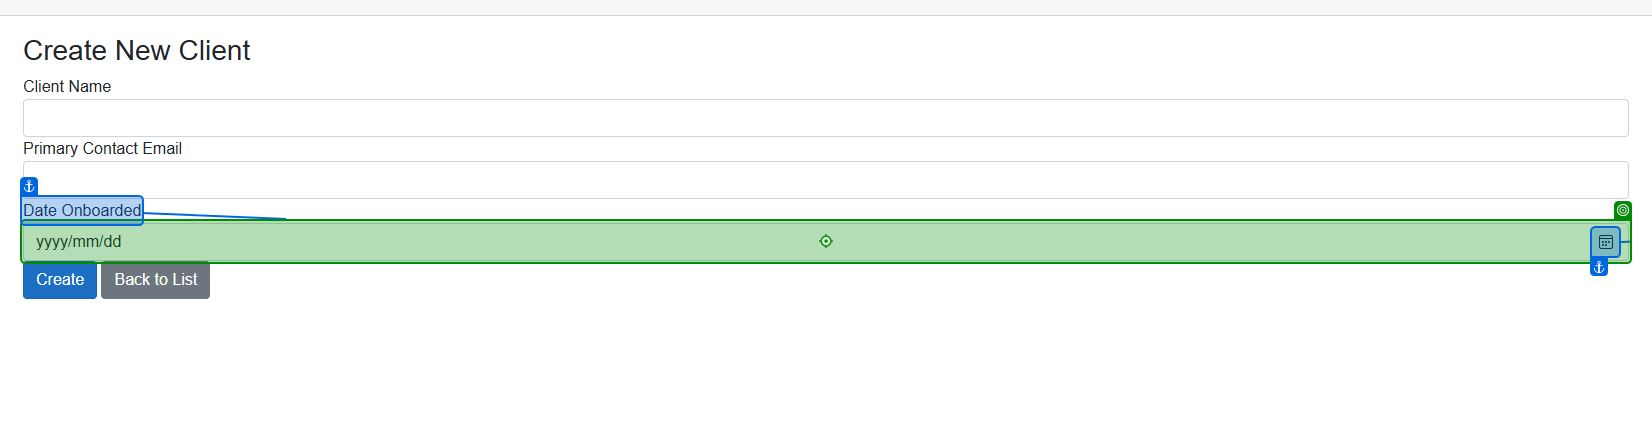 Create New Client
Client Name
Primary Contact Email
Date Onboarded
yyyy/mm/dd
Create Back to List